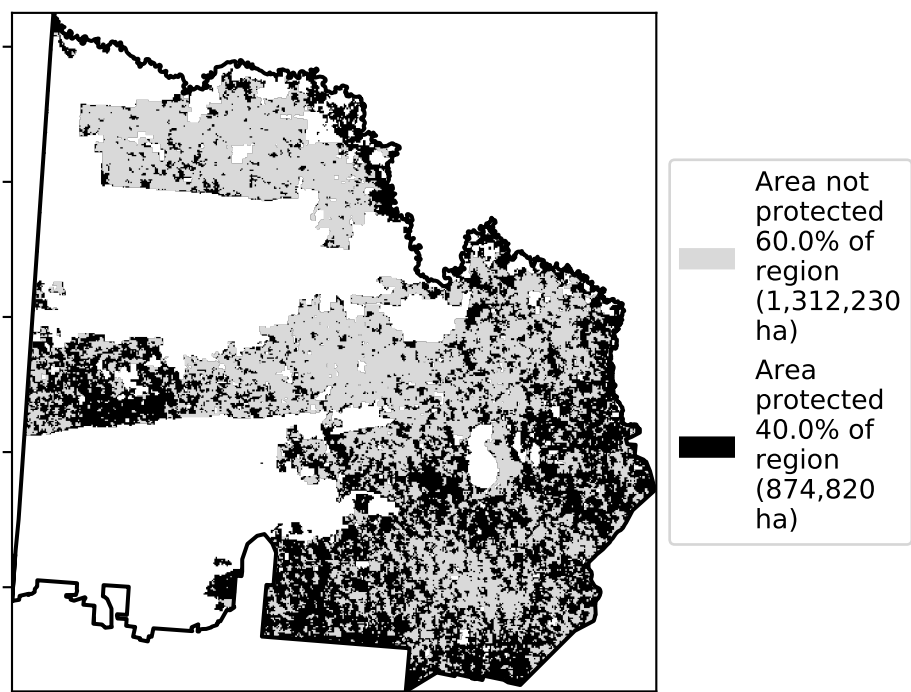 Area not
protected
60.0% of
region
(1,312,230
ha)
Area
protected
40.0% of
region
(874,820
ha)